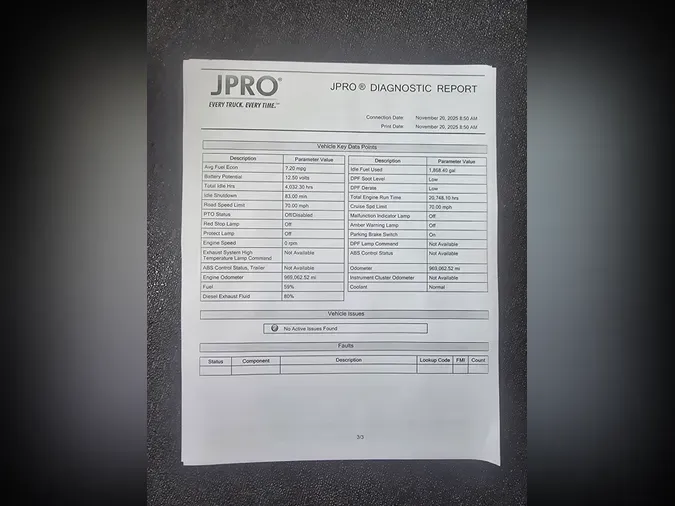 JPRO®
EVERY TRUCK. EVERY TIME.™
JPRO® DIAGNOSTIC REPORT
Connection Date: November 20, 2025 8:50 AM
Print Date: November 20, 2025 8:50 AM
Vehicle Key Data Points
Description Parameter Value
Avg Fuel Econ 7.20 mpg
Battery Potential 12.50 volts
Total Idle Hrs 4,032.30 hrs
Idle Shutdown 83.00 min
Road Speed Limit 70.00 mph
PTO Status Off/Disabled
Red Stop Lamp Off
Protect Lamp Off
Engine Speed 0 rpm
Exhaust System High Not Available
Temperature Lamp Command
ABS Control Status, Trailer Not Available
Engine Odometer 969,062.52 mi
Fuel 59%
Diesel Exhaust Fluid 80%
Description Parameter Value
Idle Fuel Used 1,868.40 gal
DPF Soot Level Low
DPF Derate Low
Total Engine Run Time 20,748.10 hrs
Cruise Spd Limit 70.00 mph
Malfunction Indicator Lamp Off
Amber Warning Lamp Off
Parking Brake Switch On
DPF Lamp Command Not Available
ABS Control Status Not Available
Odometer 969,062.52 mi
Instrument Cluster Odometer Not Available
Coolant Normal
Vehicle Issues
No Active Issues Found
Faults
Status Component Description Lookup Code FMI Count
3/3